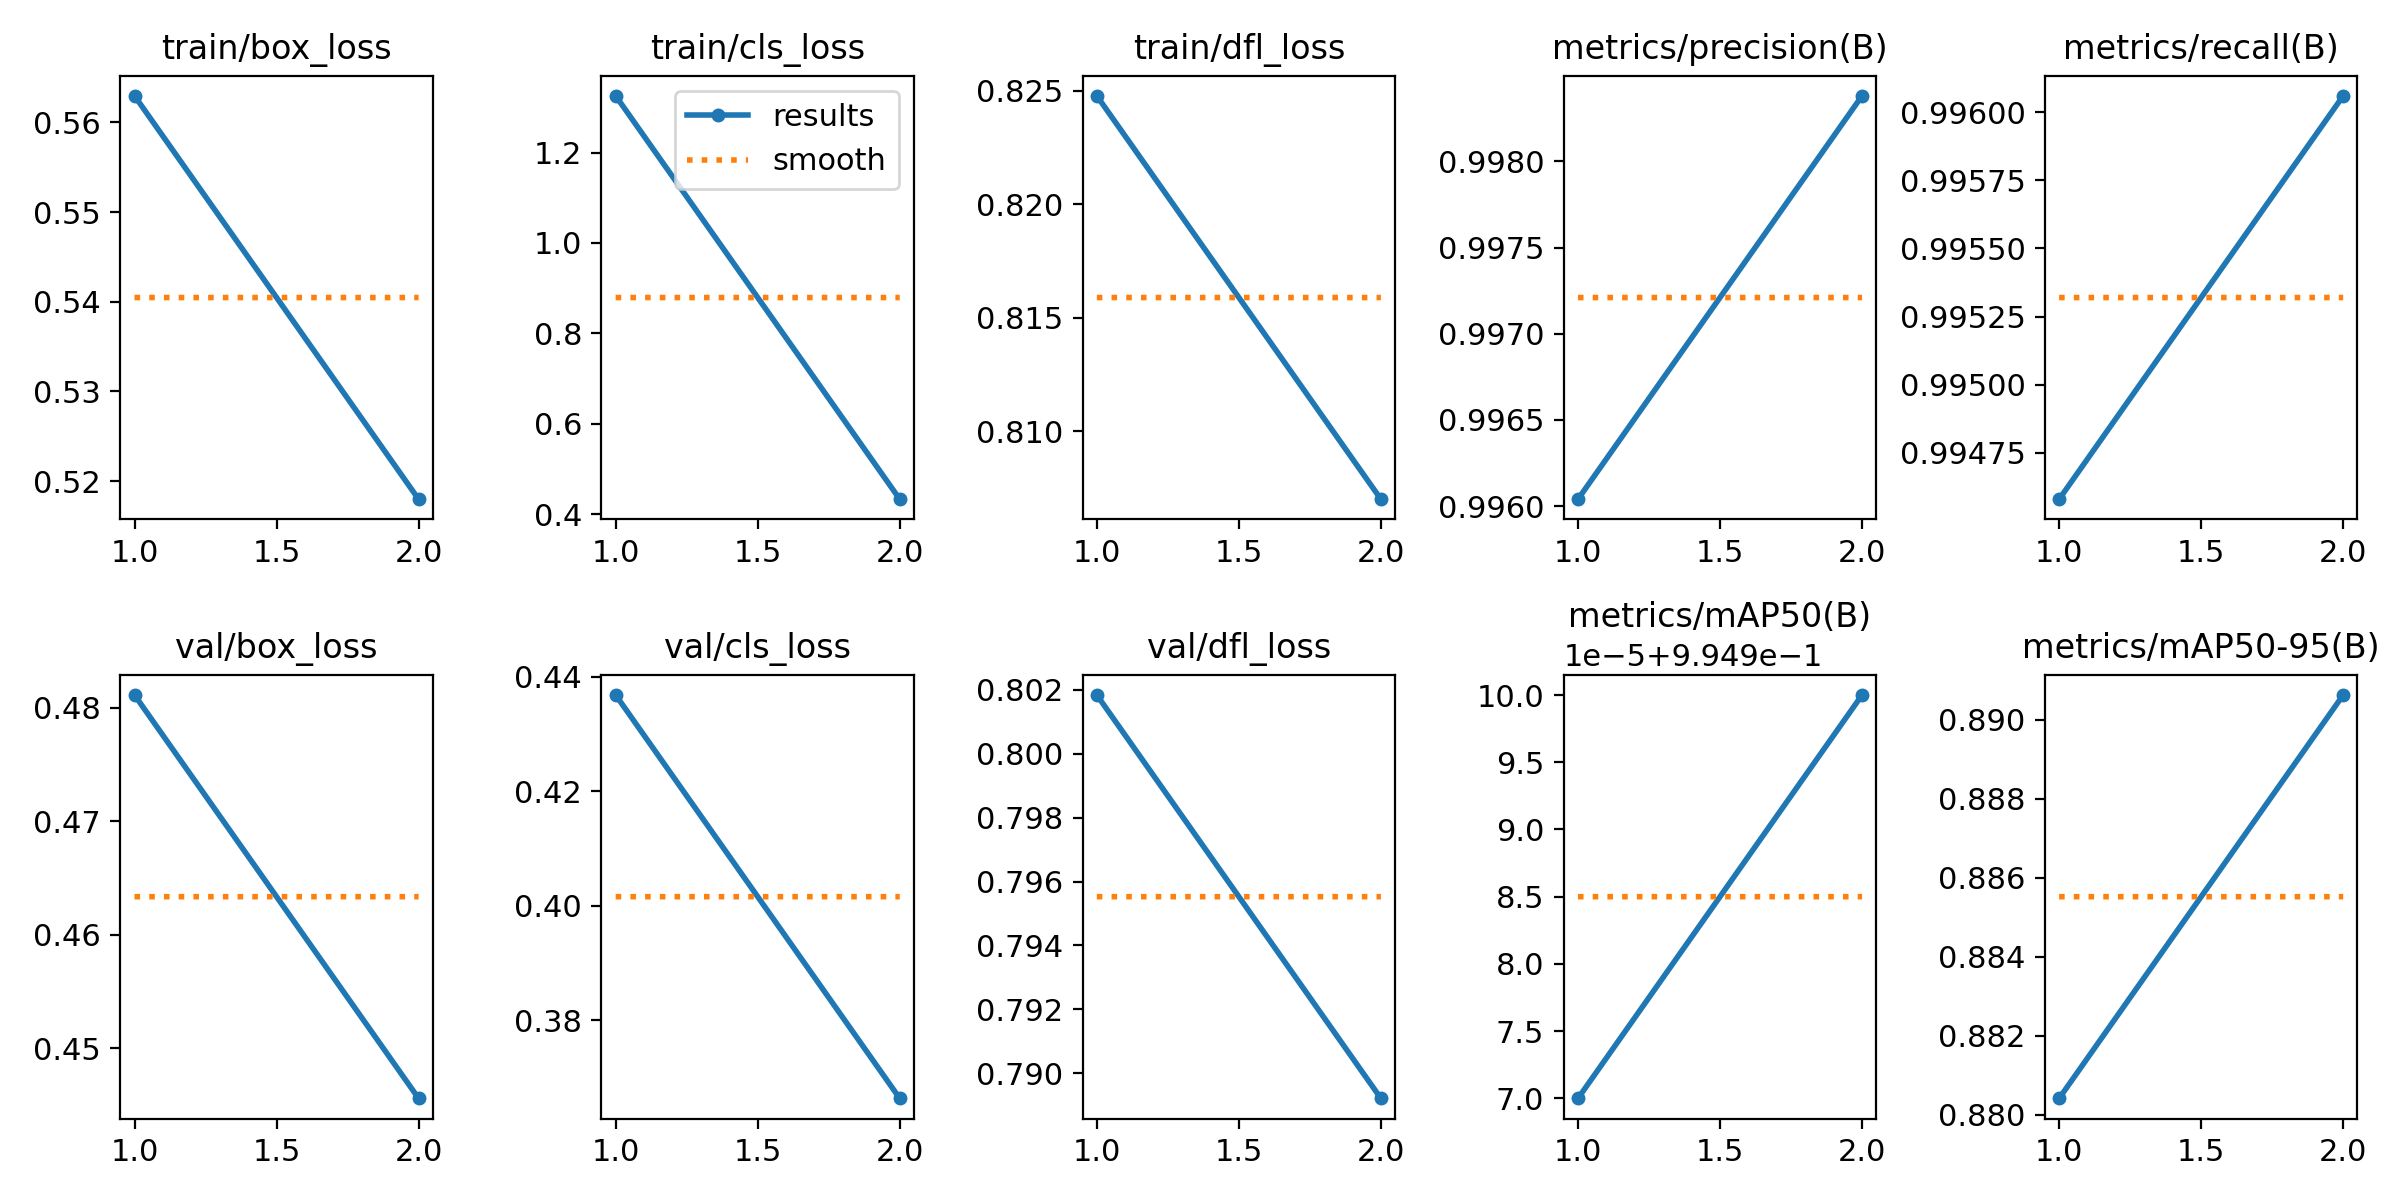 train/box_loss
0.56
0.55
0.54
0.53
0.52
1.0 1.5 2.0
train/cls_loss
results
smooth
1.2
1.0
0.8
0.6
0.4
1.0 1.5 2.0
train/dfl_loss
0.825
0.820
0.815
0.810
1.0 1.5 2.0
metrics/precision(B)
0.9980
0.9975
0.9970
0.9965
0.9960
1.0 1.5 2.0
metrics/recall(B)
0.99600
0.99575
0.99550
0.99525
0.99500
0.99475
1.0 1.5 2.0
val/box_loss
0.48
0.47
0.46
0.45
1.0 1.5 2.0
val/cls_loss
0.44
0.42
0.40
0.38
1.0 1.5 2.0
val/dfl_loss
0.802
0.800
0.798
0.796
0.794
0.792
0.790
1.0 1.5 2.0
metrics/mAP50(B)
1e−5+9.949e−1
10.0
9.5
9.0
8.5
8.0
7.5
7.0
1.0 1.5 2.0
metrics/mAP50-95(B)
0.890
0.888
0.886
0.884
0.882
0.880
1.0 1.5 2.0